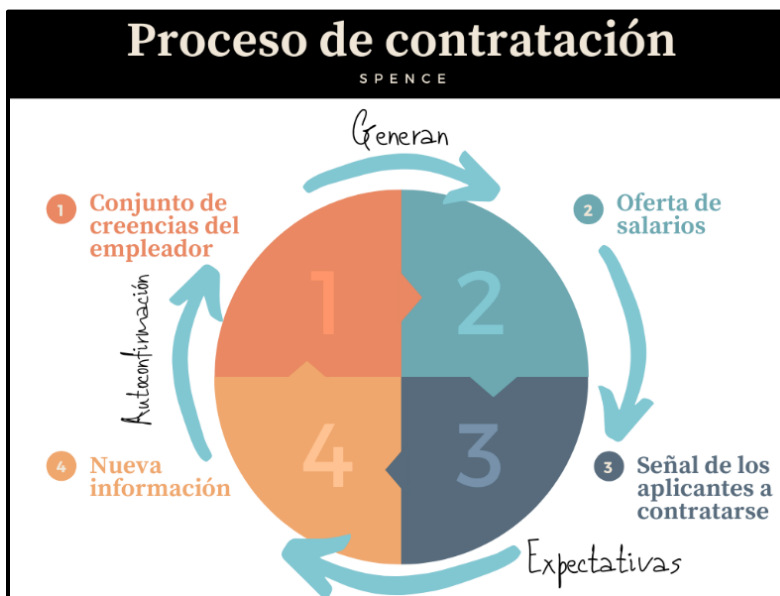 Proceso de contratación
SPENCE
Generan
1 Conjunto de
creencias del
empleador
2 Oferta de
salarios
1
2
Autoconfirmación
4
3
4 Nueva
información
3 Señal de los
aplicantes a
contratarse
Expectativas